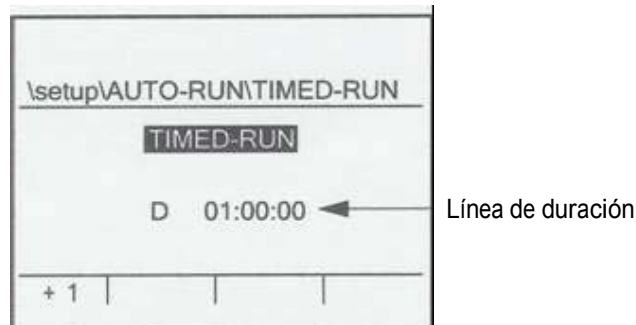 \setup\AUTO-RUN\TIMED-RUN
TIMED-RUN
D 01:00:00
Línea de duración
+ 1